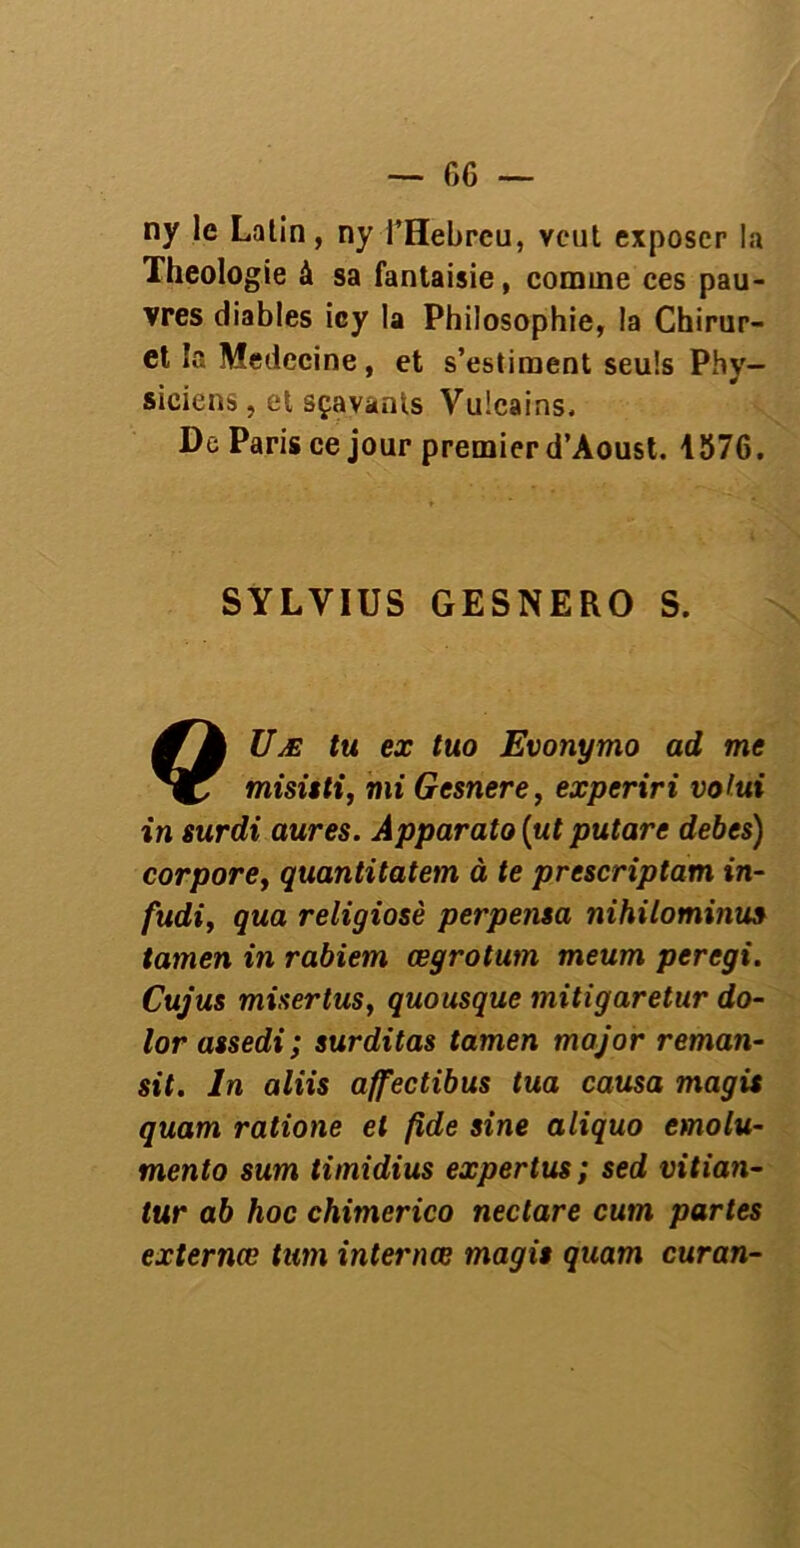 — 66 —
ny le Latin, ny l'Hebreu, veut exposer la
Theologie à sa fantaisie, comme ces pau-
vres diables icy la Philosophie, la Chirur-
et la Medecine, et s'estiment seuls Phy-
siciens, et sçavants Vulcains.
De Paris ce jour premier d'Aoust. 1576.
SYLVIUS GESNERO S.
QUÆ tu ex tuo Evonymo ad me
misisti, mi Gesnere, experiri volui
in surdi aures. Apparato (ut putare debes)
corpore, quantitatem à te prescriptam in-
fudi, qua religiosè perpensa nihilominus
tamen in rabiem ægrotum meum peregi.
Cujus misertus, quousque mitigaretur do-
lor assedi; surditas tamen major reman-
sit. In aliis affectibus tua causa magis
quam ratione et fide sine aliquo emolu-
mento sum timidius expertus; sed vitian-
tur ab hoc chimerico nectare cum partes
externæ tum internæ magis quam curan-